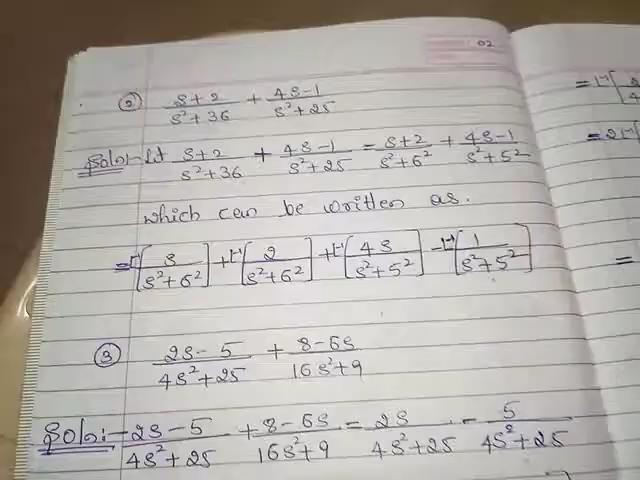 02
② s+2/s²+36 + 4s-1/s²+25
Soln:- Let s+2/s²+36 + 4s-1/s²+25 = s+2/s²+6² + 4s-1/s²+5²
which can be written as.
= L⁻¹[s/s²+6²] + L⁻¹[2/s²+6²] + L⁻¹[4s/s²+5²] - L⁻¹[1/s²+5²]
③ 2s-5/4s²+25 + 8-6s/16s²+9
Soln:- 2s-5/4s²+25 + 8-6s/16s²+9 = 2s/4s²+25 - 5/4s²+25